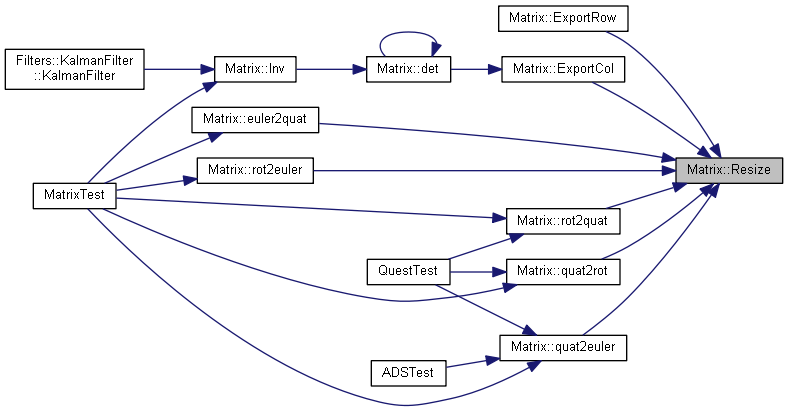 Matrix::ExportRow
Filters::KalmanFilter
::KalmanFilter
Matrix::Inv
Matrix::det
Matrix::ExportCol
Matrix::euler2quat
Matrix::rot2euler
Matrix::Resize
MatrixTest
Matrix::rot2quat
QuestTest
Matrix::quat2rot
Matrix::quat2euler
ADSTest